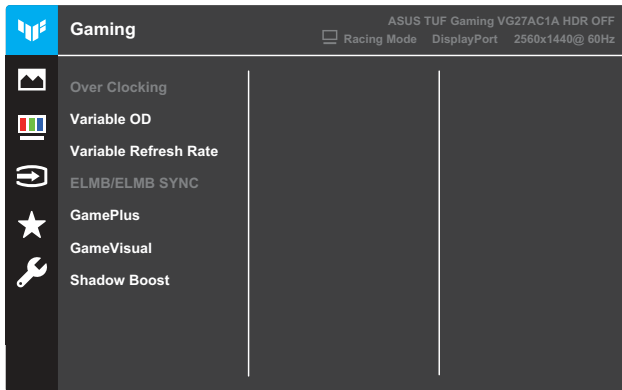 Gaming
ASUS TUF Gaming VG27AC1A HDR OFF
Racing Mode DisplayPort 2560x1440@ 60Hz
Over Clocking
Variable OD
Variable Refresh Rate
ELMB/ELMB SYNC
GamePlus
GameVisual
Shadow Boost